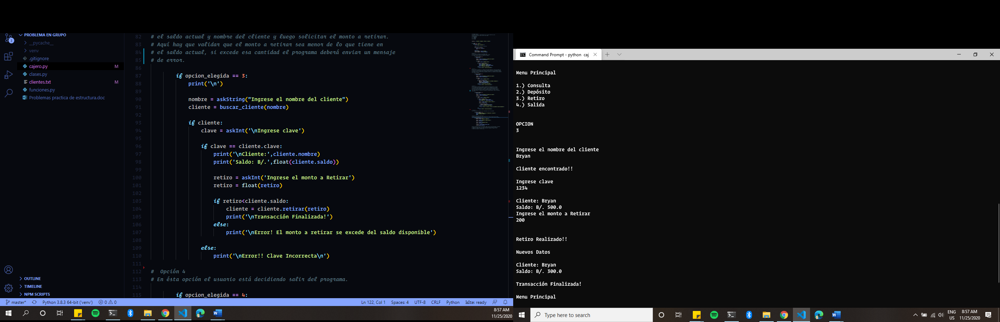 PROBLEMA EN GRUPO
__pycache__
venv
.gitignore
cajero.py M
clases.py
clientes.txt M
funciones.py
Problemas practica de estructura.doc
3
OUTLINE
TIMELINE
NPM SCRIPTS
82 # el saldo actual y nombre del cliente y luego solicitar el monto a retirar.
83 # Aquí hay que validar que el monto a retirar sea menor de lo que tiene en
84 # el saldo actual, si excede esa cantidad el programa deberá enviar un mensaje
85 # de error.
86
87 if opcion_elegida == 3:
88 print('\n')
89
90 nombre = askString("Ingrese el nombre del cliente")
91 cliente = buscar_cliente(nombre)
92
93 if cliente:
94 clave = askInt('\nIngrese clave')
95
96 if clave == cliente.clave:
97 print('\nCliente:',cliente.nombre)
98 print('Saldo: B/.',float(cliente.saldo))
99
100 retiro = askInt('Ingrese el monto a Retirar')
101 retiro = float(retiro)
102
103 if retiro<cliente.saldo:
104 cliente = cliente.retirar(retiro)
105 print('\nTransacción Finalizada!')
106 else:
107 print('\nError! El monto a retirar se excede del saldo disponible')
108
109 else:
110 print('\nError!! Clave Incorrecta\n')
111
112 #  Opción 4
113 # En ésta opción el usuario está decidiendo salir del programa.
114
115 if opcion_elegida == 4:
master* Python 3.8.3 64-bit ('venv') 0 0 Ln 122, Col 1 Spaces: 4 UTF-8 CRLF Python kite: ready
8:57 AM
11/25/2020
Command Prompt - python caj
Menu Principal
1.) Consulta
2.) Depósito
3.) Retiro
4.) Salida
OPCION
3
Ingrese el nombre del cliente
Bryan
Cliente encontrado!!
Ingrese clave
1234
Cliente: Bryan
Saldo: B/. 500.0
Ingrese el monto a Retirar
200
Retiro Realizado!!
Nuevos Datos
Cliente: Bryan
Saldo: B/. 300.0
Transacción Finalizada!
Menu Principal
Type here to search
ENG
US
8:57 AM
11/25/2020